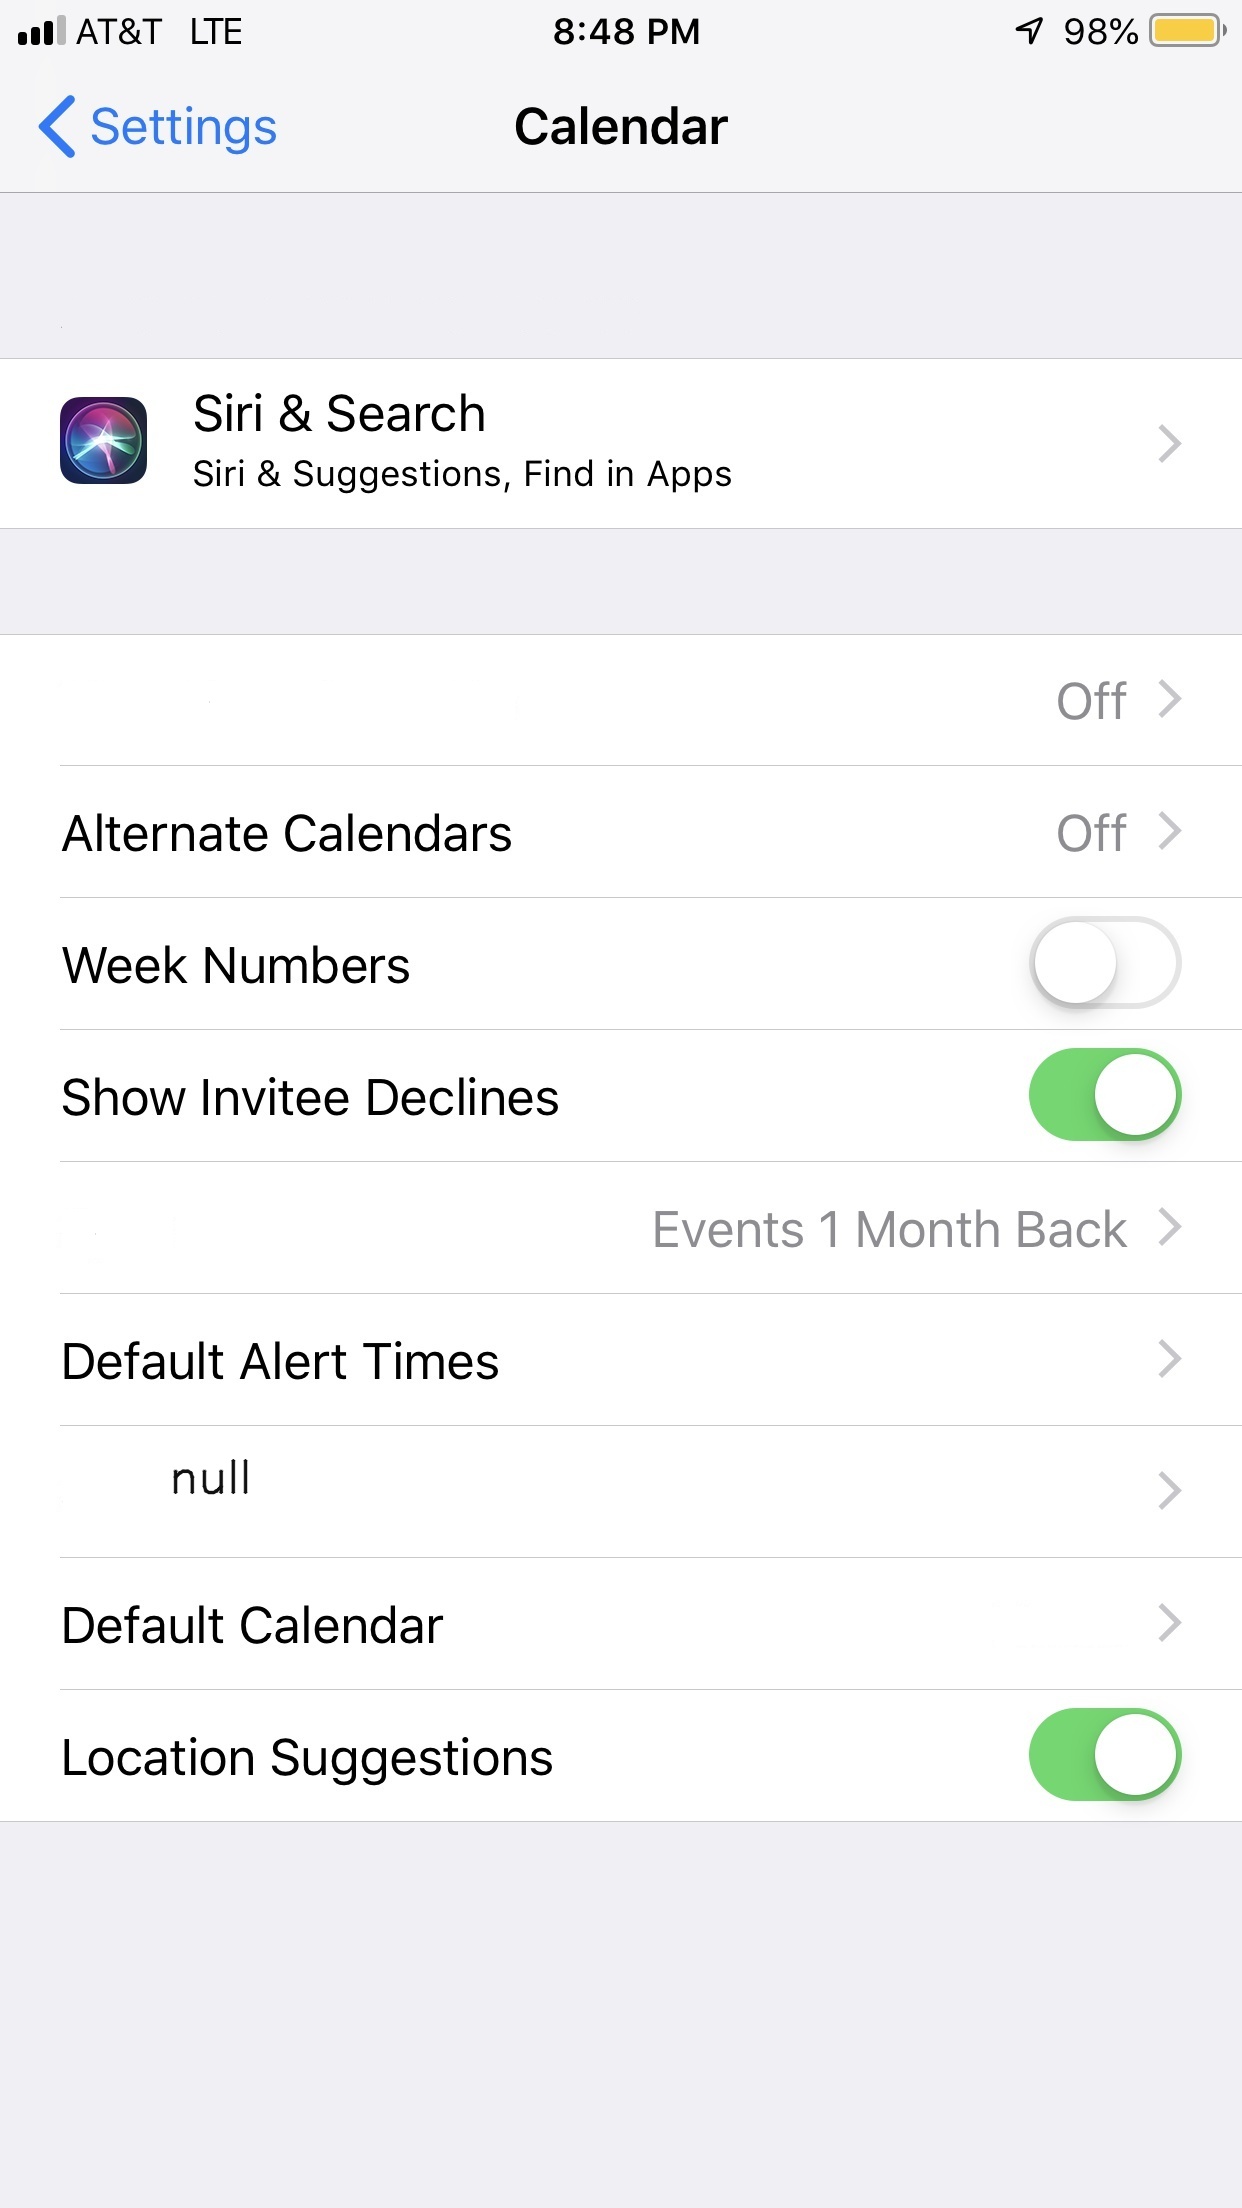 AT&T LTE 8:48 PM 98%
Settings Calendar
Siri & Search
Siri & Suggestions, Find in Apps
Off
Alternate Calendars Off
Week Numbers
Show Invitee Declines
Events 1 Month Back
Default Alert Times
null
Default Calendar
Location Suggestions